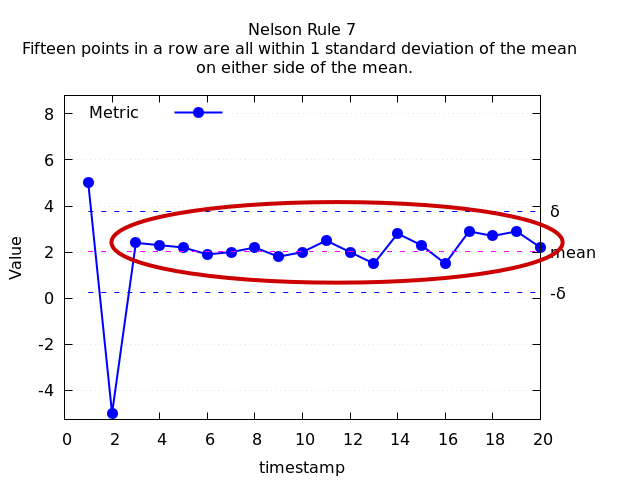 Nelson Rule 7
Fifteen points in a row are all within 1 standard deviation of the mean
on either side of the mean.
Metric
8
6
4
2
0
-2
-4
Value
δ
mean
-δ
0 2 4 6 8 10 12 14 16 18 20
timestamp